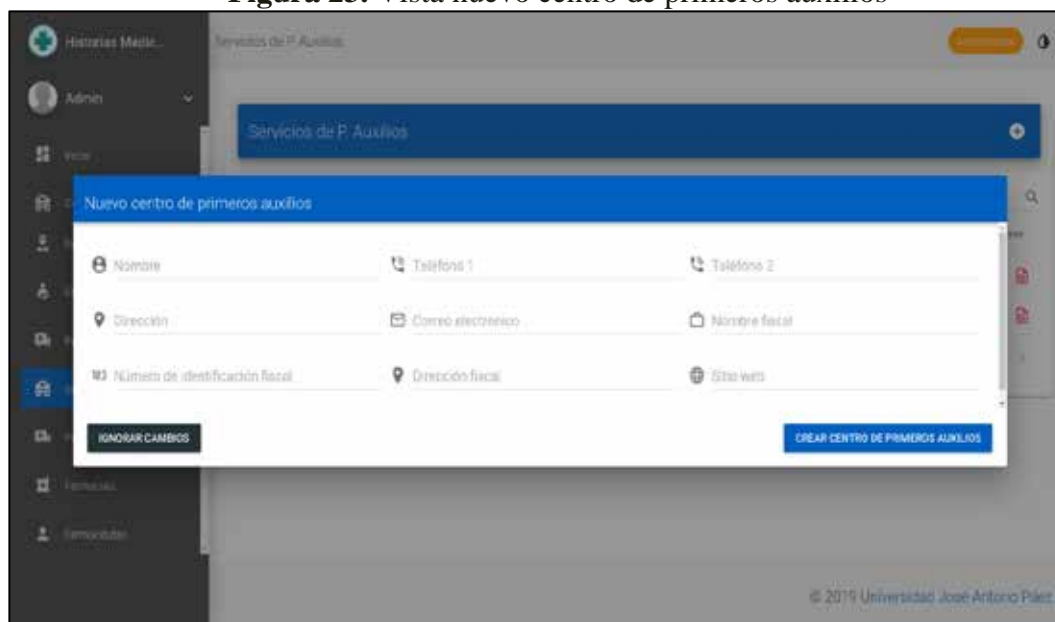 Figura 23. Vista nuevo centro de primeros auxilios
Historias Medic...
Servicios de P. Auxilios
Admin
Servicios de P. Auxilios
Inicio
Nuevo centro de primeros auxilios
Nombre
Teléfono 1
Teléfono 2
Dirección
Correo electrónico
Nombre fiscal
123 Número de identificación fiscal
Dirección fiscal
Sitio web
IGNORAR CAMBIOS
CREAR CENTRO DE PRIMEROS AUXILIOS
Farmacias
© 2019 Universidad José Antonio Páez